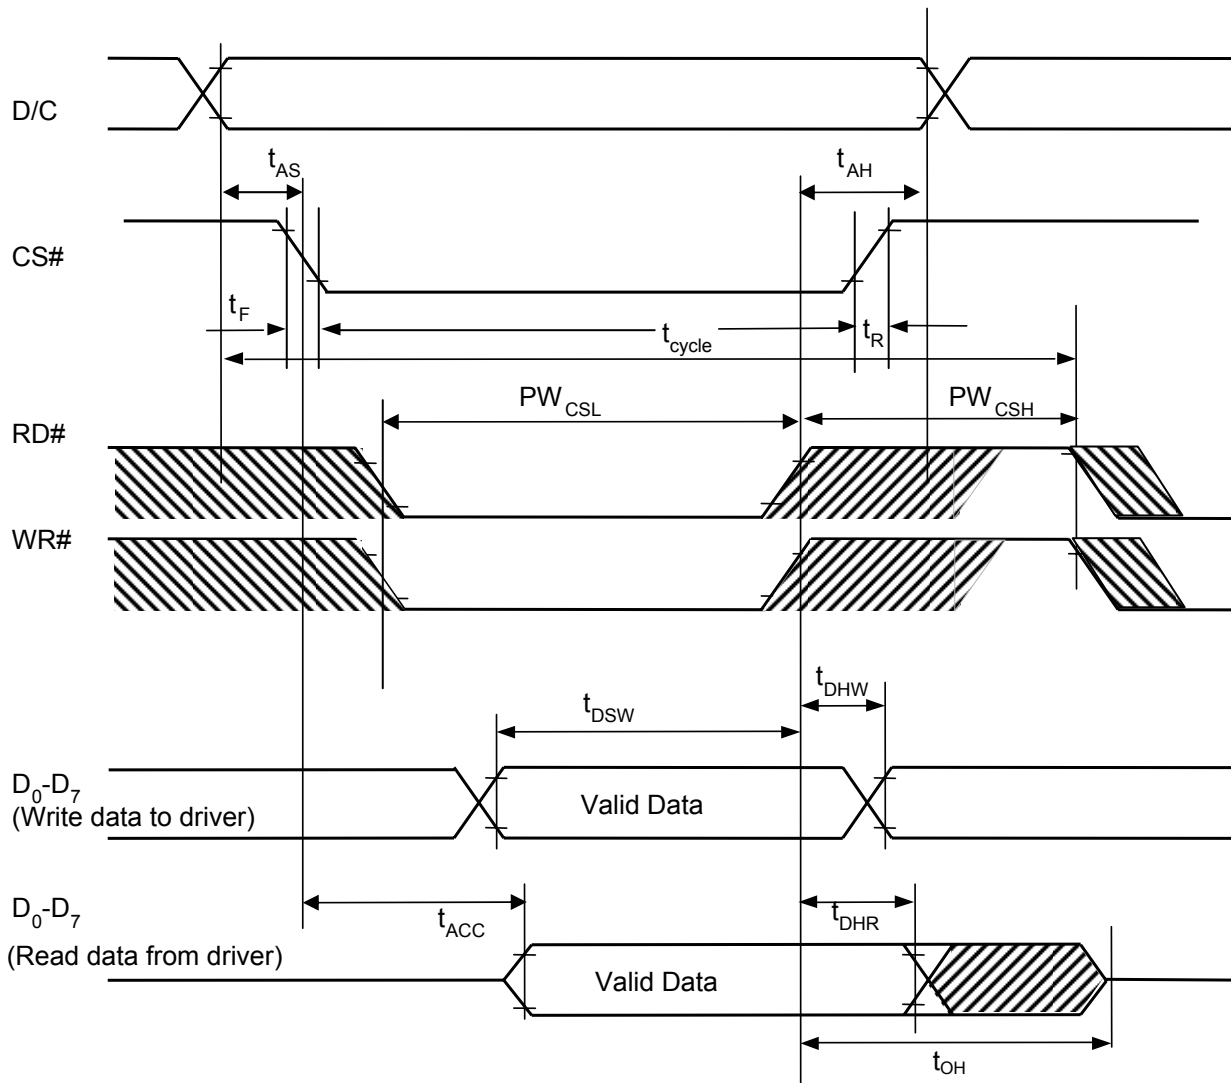 D/C
tAS
tAH
CS#
tF
tcycle
tR
PWCSL
PWCSH
RD#
WR#
tDHW
tDSW
D0-D7
(Write data to driver)
Valid Data
D0-D7
tACC
tDHR
(Read data from driver)
Valid Data
tOH